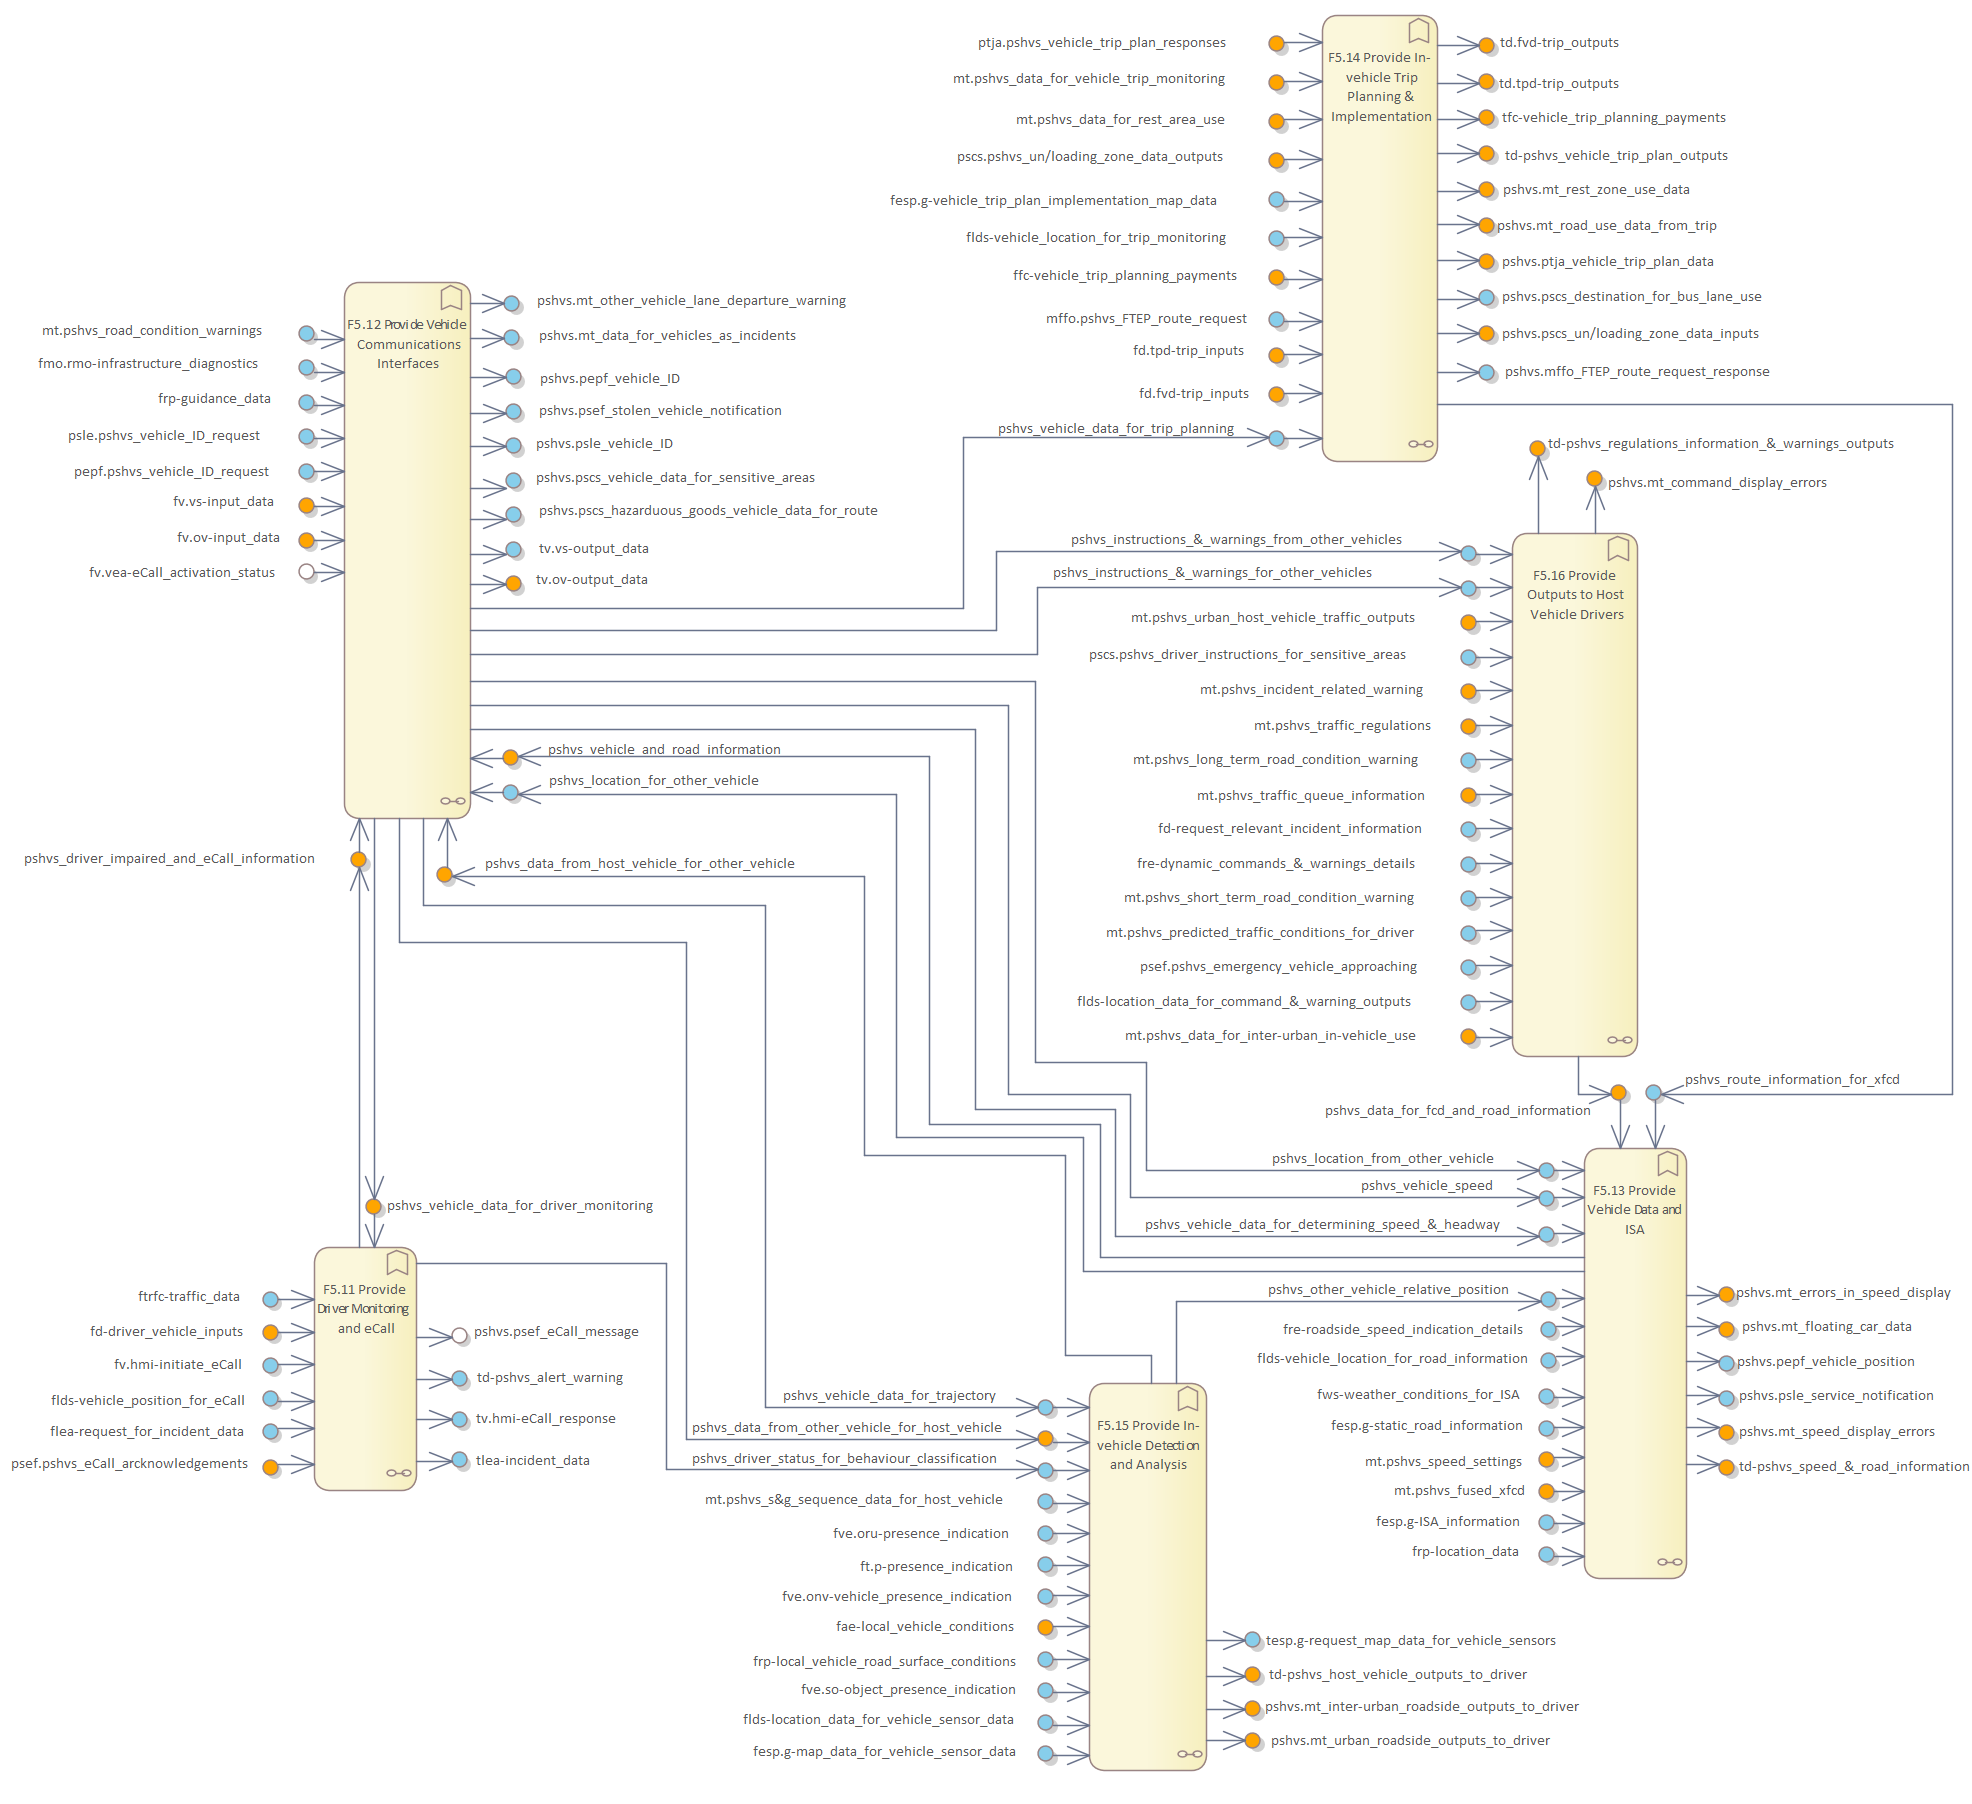 ptja.pshvs_vehicle_trip_plan_responses
mt.pshvs_data_for_vehicle_trip_monitoring
mt.pshvs_data_for_rest_area_use
pscs.pshvs_un/loading_zone_data_outputs
fesp.g-vehicle_trip_plan_implementation_map_data
flds-vehicle_location_for_trip_monitoring
ffc-vehicle_trip_planning_payments
mffo.pshvs_FTEP_route_request
fd.tpd-trip_inputs
fd.fvd-trip_inputs
pshvs_vehicle_data_for_trip_planning
F5.14 Provide In-
vehicle Trip
Planning &
Implementation
td.fvd-trip_outputs
td.tpd-trip_outputs
tfc-vehicle_trip_planning_payments
td-pshvs_vehicle_trip_plan_outputs
pshvs.mt_rest_zone_use_data
pshvs.mt_road_use_data_from_trip
pshvs.ptja_vehicle_trip_plan_data
pshvs.pscs_destination_for_bus_lane_use
pshvs.pscs_un/loading_zone_data_inputs
pshvs.mffo_FTEP_route_request_response
mt.pshvs_road_condition_warnings
fmo.rmo-infrastructure_diagnostics
frp-guidance_data
psle.pshvs_vehicle_ID_request
pepf.pshvs_vehicle_ID_request
fv.vs-input_data
fv.ov-input_data
fv.vea-eCall_activation_status
F5.12 Provide Vehicle
Communications
Interfaces
pshvs.mt_other_vehicle_lane_departure_warning
pshvs.mt_data_for_vehicles_as_incidents
pshvs.pepf_vehicle_ID
pshvs.psef_stolen_vehicle_notification
pshvs.psle_vehicle_ID
pshvs.pscs_vehicle_data_for_sensitive_areas
pshvs.pscs_hazarduous_goods_vehicle_data_for_route
tv.vs-output_data
tv.ov-output_data
pshvs_vehicle_and_road_information
pshvs_location_for_other_vehicle
pshvs_driver_impaired_and_eCall_information
pshvs_data_from_host_vehicle_for_other_vehicle
td-pshvs_regulations_information_&_warnings_outputs
pshvs.mt_command_display_errors
pshvs_instructions_&_warnings_from_other_vehicles
pshvs_instructions_&_warnings_for_other_vehicles
mt.pshvs_urban_host_vehicle_traffic_outputs
pscs.pshvs_driver_instructions_for_sensitive_areas
mt.pshvs_incident_related_warning
mt.pshvs_traffic_regulations
mt.pshvs_long_term_road_condition_warning
mt.pshvs_traffic_queue_information
fd-request_relevant_incident_information
fre-dynamic_commands_&_warnings_details
mt.pshvs_short_term_road_condition_warning
mt.pshvs_predicted_traffic_conditions_for_driver
psef.pshvs_emergency_vehicle_approaching
flds-location_data_for_command_&_warning_outputs
mt.pshvs_data_for_inter-urban_in-vehicle_use
F5.16 Provide
Outputs to Host
Vehicle Drivers
pshvs_route_information_for_xfcd
pshvs_data_for_fcd_and_road_information
pshvs_location_from_other_vehicle
pshvs_vehicle_speed
pshvs_vehicle_data_for_determining_speed_&_headway
pshvs_other_vehicle_relative_position
fre-roadside_speed_indication_details
flds-vehicle_location_for_road_information
fws-weather_conditions_for_ISA
fesp.g-static_road_information
mt.pshvs_speed_settings
mt.pshvs_fused_xfcd
fesp.g-ISA_information
frp-location_data
F5.13 Provide
Vehicle Data and
ISA
pshvs.mt_errors_in_speed_display
pshvs.mt_floating_car_data
pshvs.pepf_vehicle_position
pshvs.psle_service_notification
pshvs.mt_speed_display_errors
td-pshvs_speed_&_road_information
pshvs_vehicle_data_for_driver_monitoring
ftrfc-traffic_data
fd-driver_vehicle_inputs
fv.hmi-initiate_eCall
flds-vehicle_position_for_eCall
flea-request_for_incident_data
psef.pshvs_eCall_arcknowledgements
F5.11 Provide
Driver Monitoring
and eCall
pshvs.psef_eCall_message
td-pshvs_alert_warning
tv.hmi-eCall_response
tlea-incident_data
pshvs_vehicle_data_for_trajectory
pshvs_data_from_other_vehicle_for_host_vehicle
pshvs_driver_status_for_behaviour_classification
mt.pshvs_s&g_sequence_data_for_host_vehicle
fve.oru-presence_indication
ft.p-presence_indication
fve.onv-vehicle_presence_indication
fae-local_vehicle_conditions
frp-local_vehicle_road_surface_conditions
fve.so-object_presence_indication
flds-location_data_for_vehicle_sensor_data
fesp.g-map_data_for_vehicle_sensor_data
F5.15 Provide In-
vehicle Detection
and Analysis
tesp.g-request_map_data_for_vehicle_sensors
td-pshvs_host_vehicle_outputs_to_driver
pshvs.mt_inter-urban_roadside_outputs_to_driver
pshvs.mt_urban_roadside_outputs_to_driver